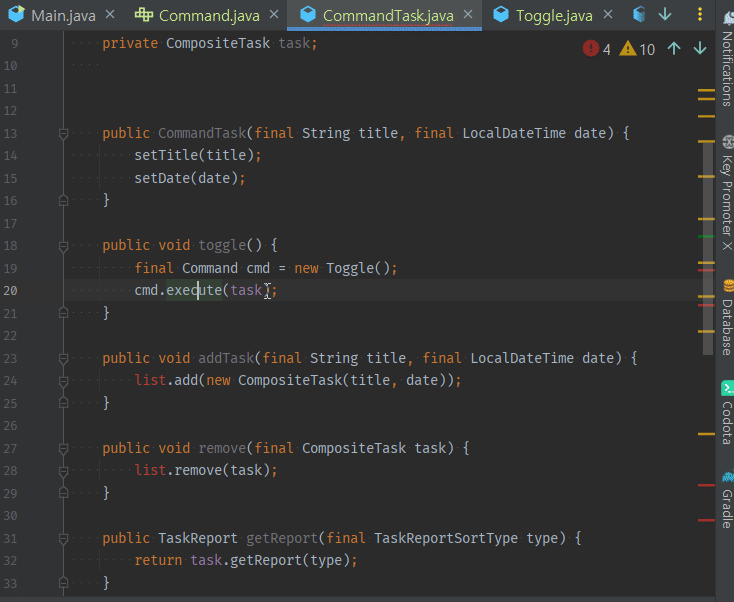 Main.java × Command.java × CommandTask.java × Toggle.java ×
9 private CompositeTask task; 4 10
10
11
12
13 public CommandTask(final String title, final LocalDateTime date) {
14 setTitle(title);
15 setDate(date);
16 }
17
18 public void toggle() {
19 final Command cmd = new Toggle();
20 cmd.execute(task);
21 }
22
23 public void addTask(final String title, final LocalDateTime date) {
24 list.add(new CompositeTask(title, date));
25 }
26
27 public void remove(final CompositeTask task) {
28 list.remove(task);
29 }
30
31 public TaskReport getReport(final TaskReportSortType type) {
32 return task.getReport(type);
33 }
Notifications
Key Promoter X
Database
Codota
Gradle